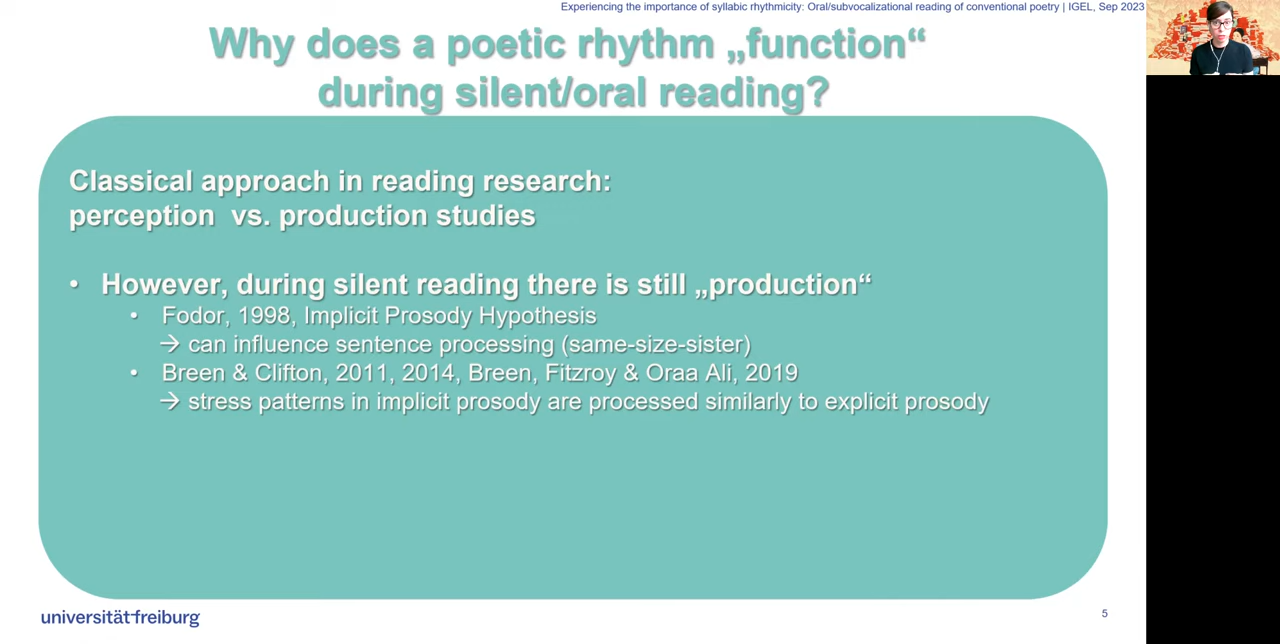 Experiencing the importance of syllabic rhythmicity: Oral/subvocalizational reading of conventional poetry | IGEL, Sep 2023
Why does a poetic rhythm „function“
during silent/oral reading?
Classical approach in reading research:
perception vs. production studies
• However, during silent reading there is still „production“
• Fodor, 1998, Implicit Prosody Hypothesis
→ can influence sentence processing (same-size-sister)
• Breen & Clifton, 2011, 2014, Breen, Fitzroy & Oraa Ali, 2019
→ stress patterns in implicit prosody are processed similarly to explicit prosody
universität freiburg
5